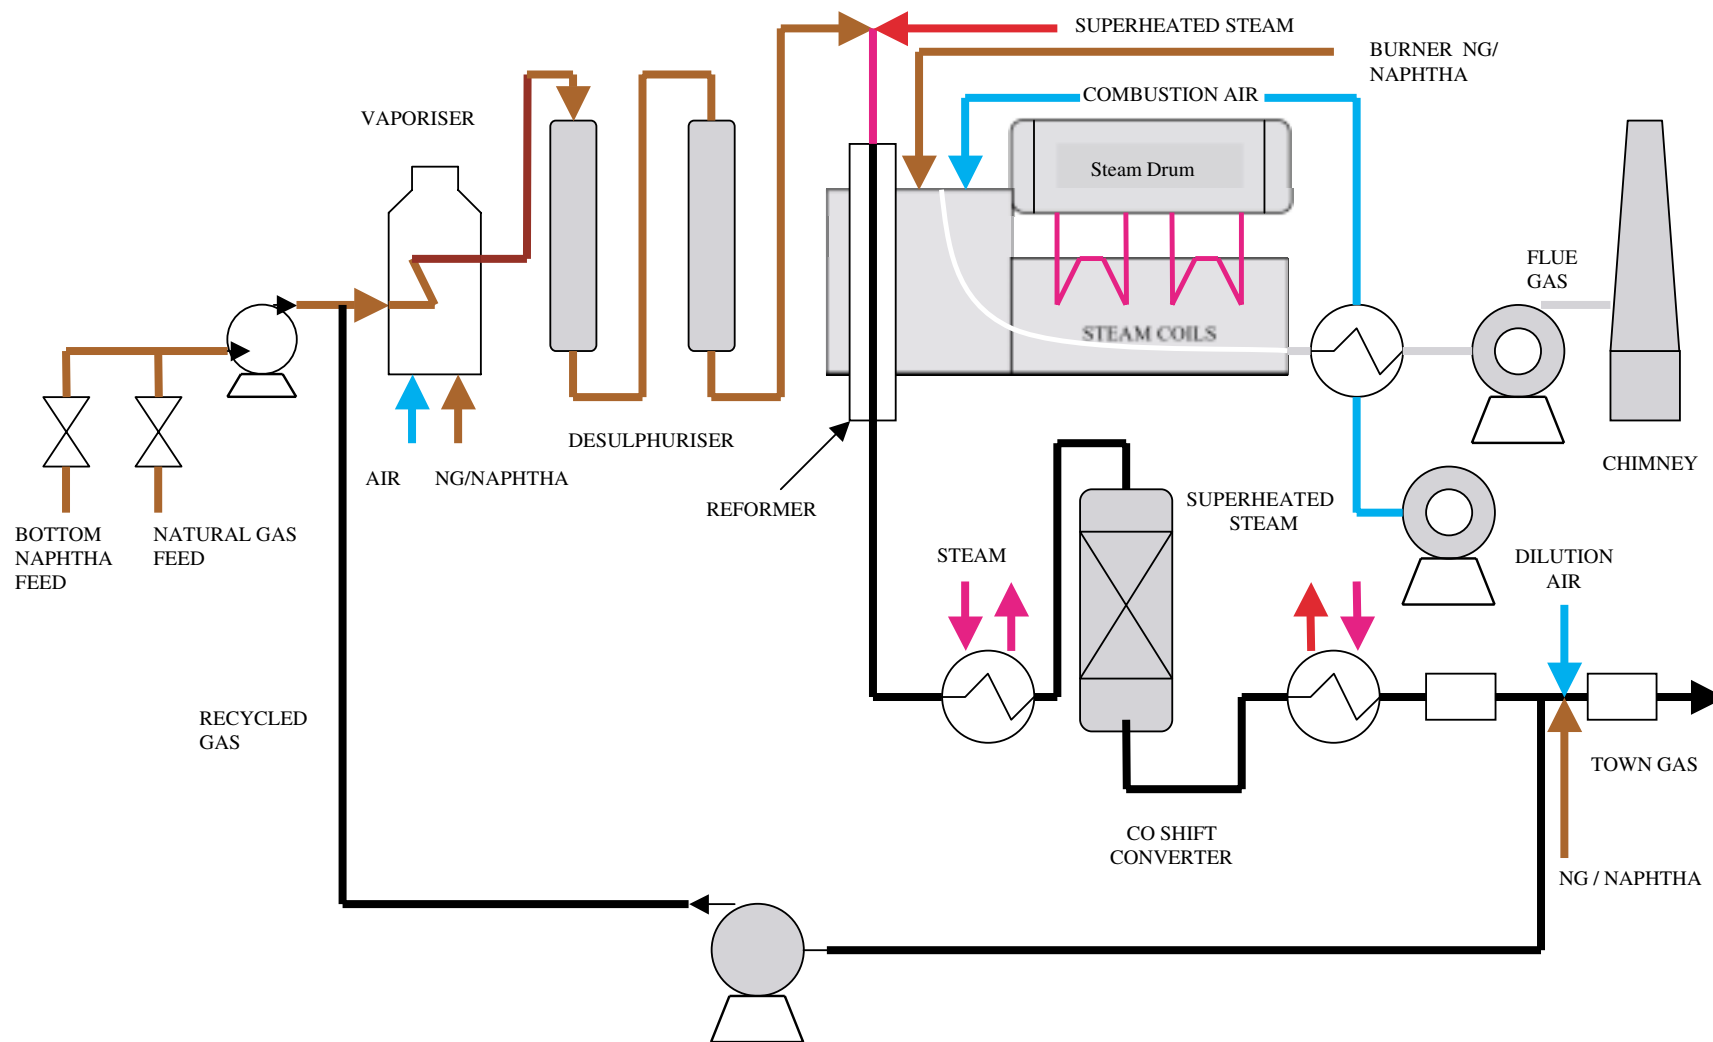 SUPERHEATED STEAM
BURNER NG/
NAPHTHA
COMBUSTION AIR
VAPORISER
Steam Drum
FLUE
GAS
STEAM COILS
DESULPHURISER
CHIMNEY
AIR
NG/NAPHTHA
REFORMER
SUPERHEATED
STEAM
BOTTOM
NAPHTHA
FEED
NATURAL GAS
FEED
STEAM
DILUTION
AIR
RECYCLED
GAS
TOWN GAS
CO SHIFT
CONVERTER
NG / NAPHTHA